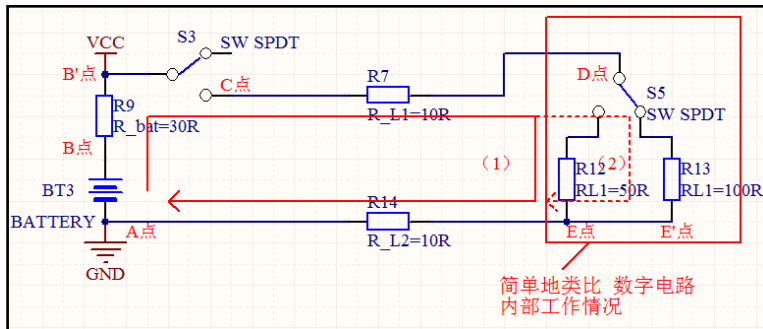 VCC
S3
SW SPDT
B'点
C点
R9
R_bat=30R
B点
BT3
BATTERY
A点
GND
R7
R_L1=10R
(1)
R14
R_L2=10R
D点
S5
SW SPDT
R12
(2)
RL1=50R
R13
RL1=100R
E点
E'点
简单地类比 数字电路
内部工作情况